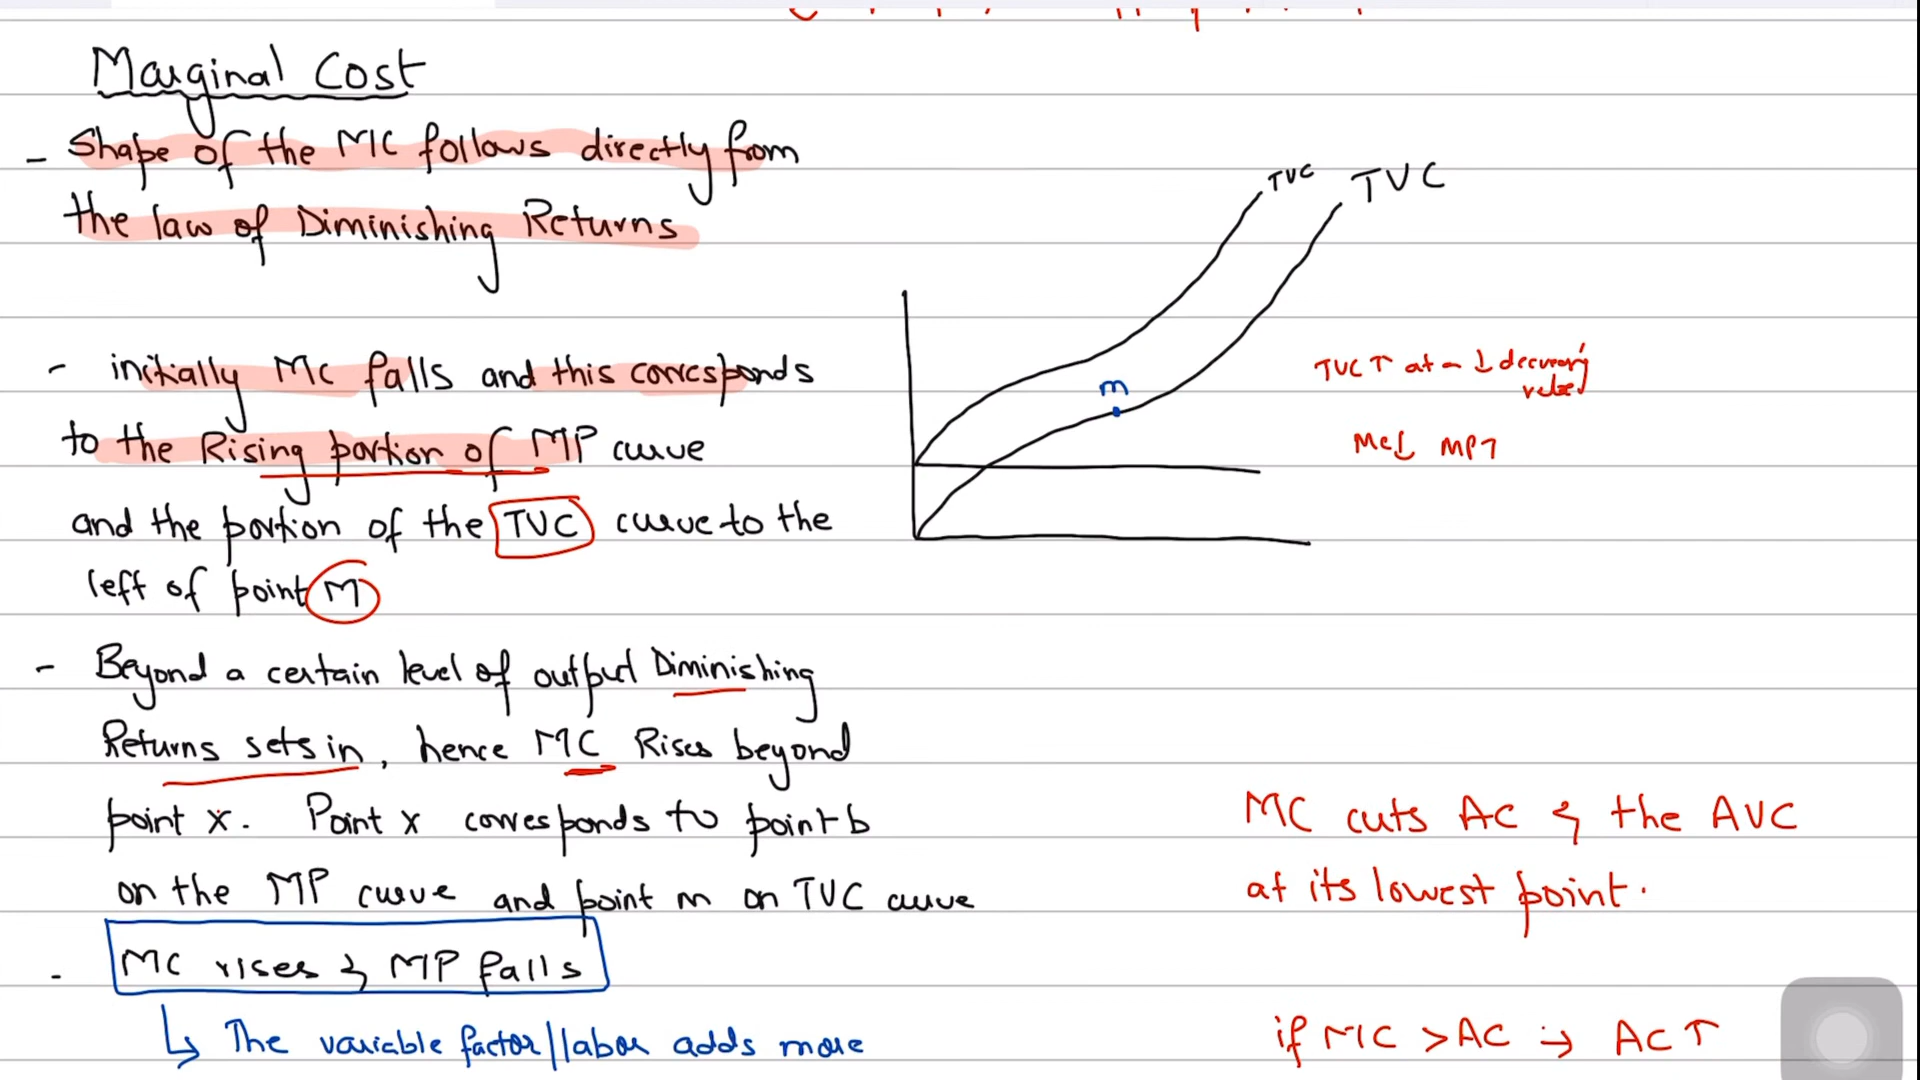 Marginal Cost
- Shape of the MC follows directly from
the law of Diminishing Returns
- initially MC falls and this corresponds
to the Rising portion of MP curve
and the portion of the TVC curve to the
left of point M
- Beyond a certain level of output Diminishing
Returns sets in, hence MC Rises beyond
point x. Point x corresponds to point b
on the MP curve and point m on TVC curve
- MC rises & MP falls
↳ The variable factor/labor adds more
TVC
TVC
m
TVC ↑ at a ↓
MC↓ MP↑
MC cuts AC & the AVC
at its lowest point.
if MC > AC → AC ↑